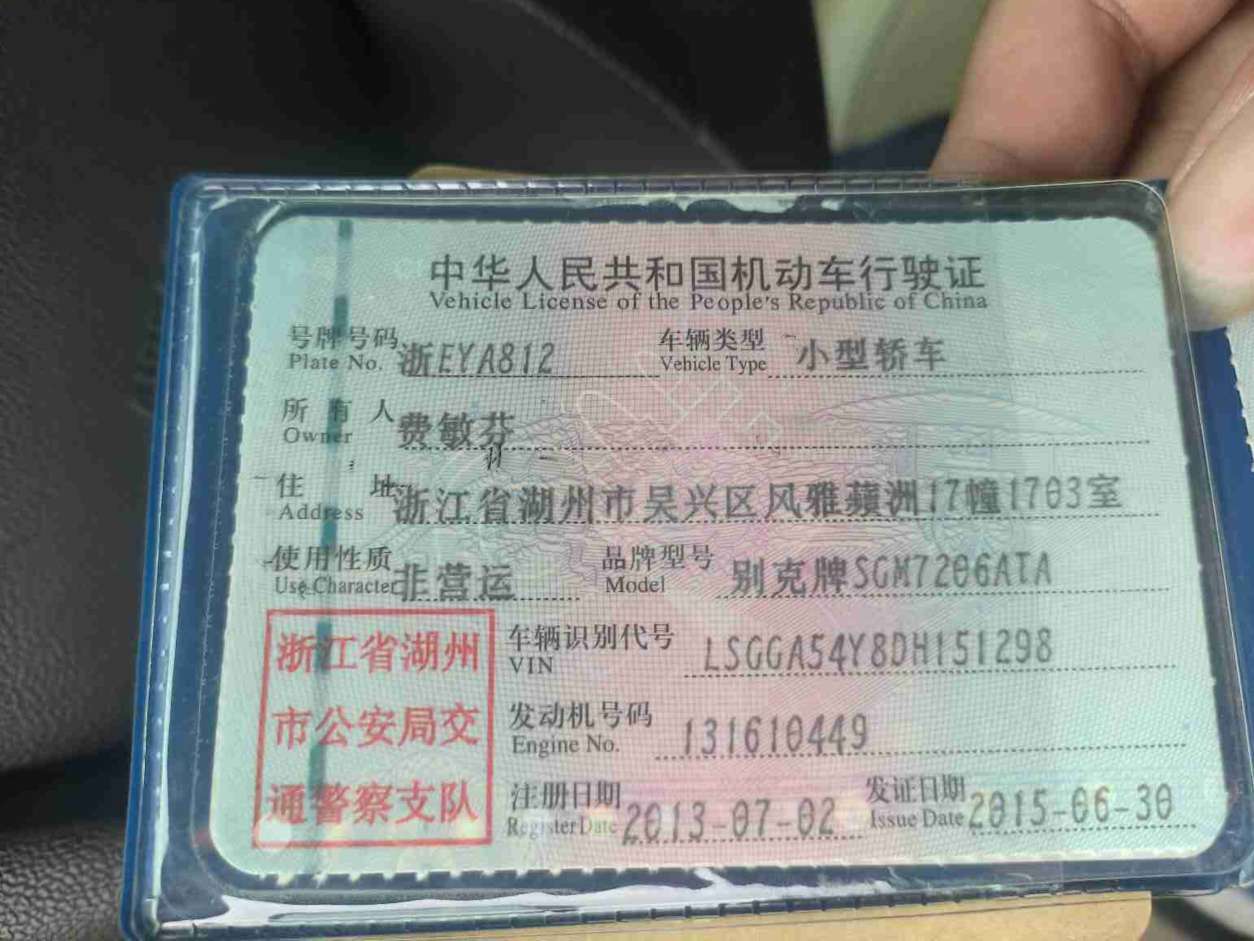 中华人民共和国机动车行驶证
Vehicle License of the People's Republic of China
号牌号码 浙EYA812 车辆类型 小型轿车
Plate No. Vehicle Type
所有人 费敏芬
Owner
住址 浙江省湖州市吴兴区风雅蘋洲17幢1703室
Address
使用性质 非营运 品牌型号 别克牌SGM7206ATA
Use Character Model
浙江省湖州
市公安局交
通警察支队
车辆识别代号 LSGGA54Y8DH151298
VIN
发动机号码 131610449
Engine No.
注册日期 2013-07-02 发证日期 2015-06-30
Register Date Issue Date